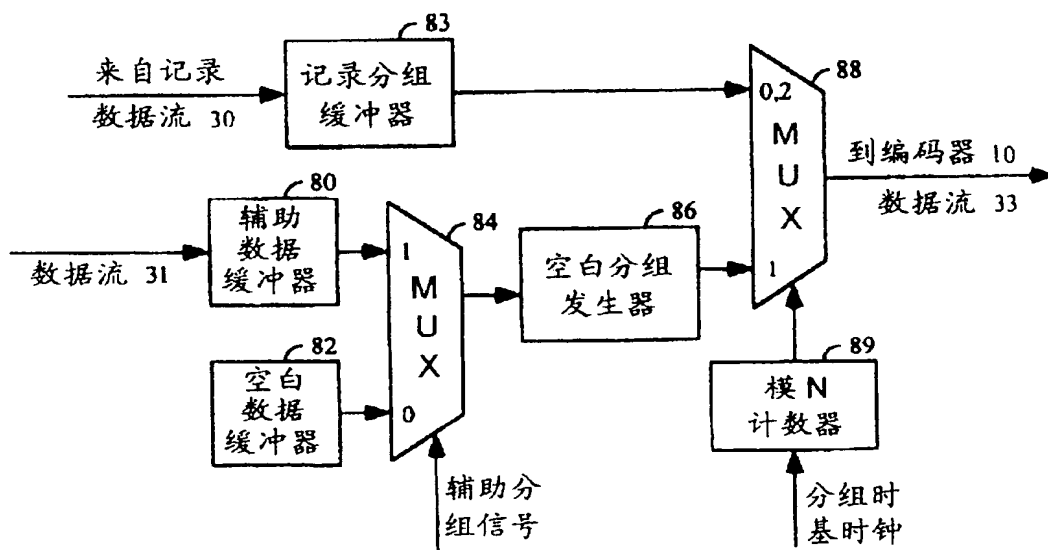 83
来自记录
数据流 30
记录分组
缓冲器
88
0,2
MUX
1
到编码器 10
数据流 33
80
辅助
数据
缓冲器
数据流 31
84
1
MUX
0
86
空白分组
发生器
82
空白
数据
缓冲器
89
模 N
计数器
辅助分
组信号
分组时
基时钟